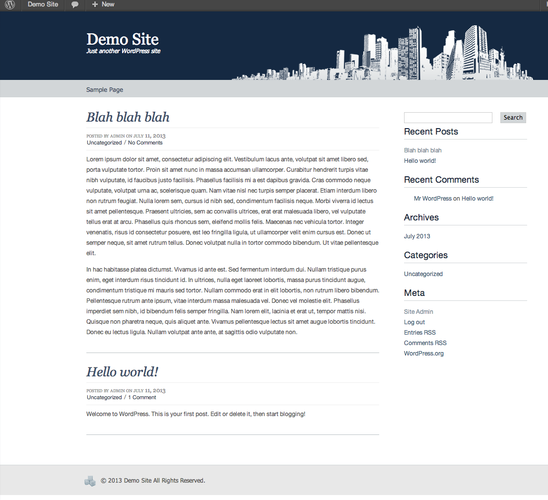 Demo Site
New
Demo Site
Just another WordPress site
Sample Page
Blah blah blah
POSTED BY ADMIN ON JULY 11, 2013
Uncategorized / No Comments
Lorem ipsum dolor sit amet, consectetur adipiscing elit. Vestibulum lacus ante, volutpat sit amet libero sed,
porta vulputate tortor. Proin sit amet nunc in massa accumsan ullamcorper. Curabitur hendrerit turpis vitae
nibh vulputate, id faucibus justo facilisis. Phasellus facilisis mi a est dapibus gravida. Cras commodo neque
vulputate, volutpat urna ac, scelerisque quam. Nam vitae nisl nec turpis semper placerat. Etiam interdum libero
non rutrum feugiat. Nulla lorem sem, cursus id nibh sed, condimentum facilisis neque. Morbi viverra id lectus
sit amet pellentesque. Praesent ultricies, sem ac convallis ultrices, erat erat malesuada libero, vel vulputate
tellus erat at arcu. Phasellus quis rhoncus sem, eleifend mollis felis. Maecenas nec vehicula tortor. Integer
venenatis, risus id consectetur posuere, est leo fringilla ligula, ut ullamcorper velit enim cursus est. Donec ut
semper neque, sit amet rutrum tellus. Donec volutpat nulla in tortor commodo bibendum. Ut vitae pellentesque
elit.
In hac habitasse platea dictumst. Vivamus id ante est. Sed fermentum interdum dui. Nullam tristique purus
enim, eget interdum risus tincidunt id. In ultrices, nulla eget laoreet lobortis, massa purus tincidunt augue,
condimentum tristique mi mauris sed tortor. Nullam commodo erat in elit lobortis, non rutrum libero bibendum.
Pellentesque rutrum ante ipsum, vitae interdum massa malesuada vel. Donec vel molestie elit. Phasellus
imperdiet sem nibh, id bibendum felis semper fringilla. Nam lorem elit, lacinia et erat ut, tempor mattis nisi.
Quisque non pharetra neque, quis aliquet ante. Vivamus pellentesque lectus sit amet augue lobortis tincidunt.
Donec eu lectus ligula. Nullam volutpat ante ante, at sagittis odio vulputate non.
Hello world!
POSTED BY ADMIN ON JULY 11, 2013
Uncategorized / 1 Comment
Welcome to WordPress. This is your first post. Edit or delete it, then start blogging!
Search
Recent Posts
Blah blah blah
Hello world!
Recent Comments
Mr WordPress on Hello world!
Archives
July 2013
Categories
Uncategorized
Meta
Site Admin
Log out
Entries RSS
Comments RSS
WordPress.org
© 2013 Demo Site All Rights Reserved.